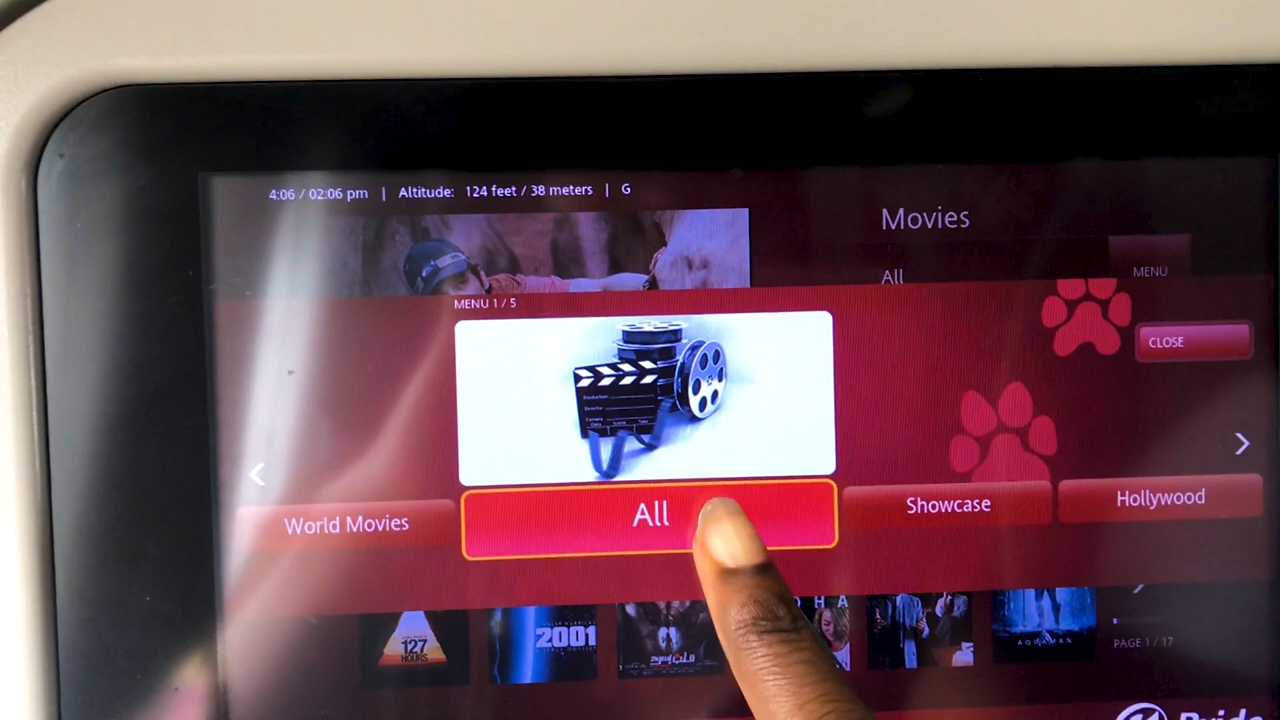 4:06 / 02:06 pm | Altitude: 124 feet / 38 meters | G
Movies
All
MENU
MENU 1 / 5
CLOSE
World Movies
All
Showcase
Hollywood
127
HOURS
2001
AQUAMAN
PAGE 1 / 17